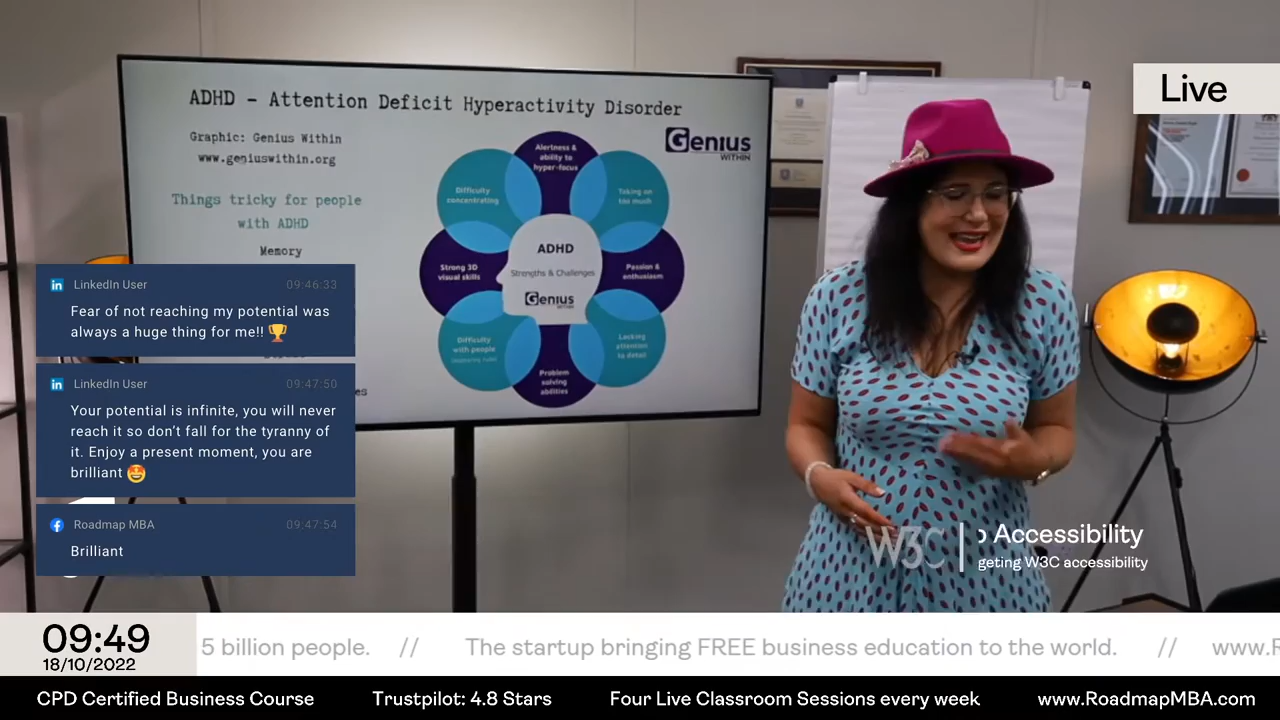 ADHD - Attention Deficit Hyperactivity Disorder
Graphic: Genius Within
www.geniuswithin.org
Things tricky for people
with ADHD
Memory
Genius
WITHIN
Alertness &
ability to
hyper-focus
Difficulty
concentrating
Taking on
too much
ADHD
Strengths & Challenges
Genius
Strong 3D
visual skills
Passion &
enthusiasm
Difficulty
with people
Lacking
attention
to detail
Problem
solving
abilities
Live
LinkedIn User 09:46:33
Fear of not reaching my potential was
always a huge thing for me!! 🏆
LinkedIn User 09:47:50
Your potential is infinite, you will never
reach it so don't fall for the tyranny of
it. Enjoy a present moment, you are
brilliant 🤩
Roadmap MBA 09:47:54
Brilliant
W3C
o Accessibility
geting W3C accessibility
09:49
18/10/2022
5 billion people. // The startup bringing FREE business education to the world. // www.R
CPD Certified Business Course Trustpilot: 4.8 Stars Four Live Classroom Sessions every week www.RoadmapMBA.com